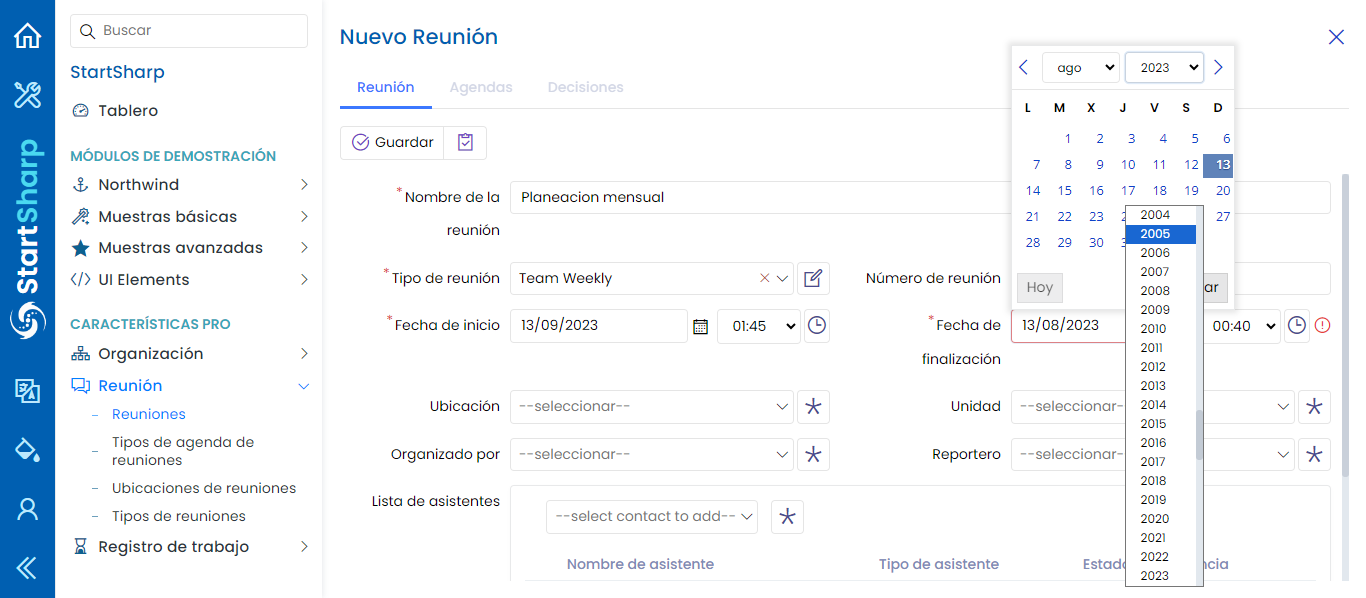 StartSharp
Buscar
StartSharp
Tablero
MÓDULOS DE DEMOSTRACIÓN
Northwind
Muestras básicas
Muestras avanzadas
UI Elements
CARACTERÍSTICAS PRO
Organización
Reunión
Reuniones
Tipos de agenda de
reuniones
Ubicaciones de reuniones
Tipos de reuniones
Registro de trabajo
Nuevo Reunión
Reunión
Agendas
Decisiones
Guardar
*Nombre de la
reunión
Planeacion mensual
*Tipo de reunión
Team Weekly
Número de reunión
*Fecha de inicio
13/09/2023
01:45
*Fecha de
finalización
13/08/2023
00:40
Ubicación
--seleccionar--
Unidad
--seleccionar-
Organizado por
--seleccionar--
Reportero
--seleccionar-
Lista de asistentes
--select contact to add--
Nombre de asistente
Tipo de asistente
ago
2023
L M X J V S D
1 2 3 4 5 6
7 8 9 10 11 12 13
14 15 16 17 18 19 20
21 22 23 27
28 29 30
Hoy
ar
2004
2005
2006
2007
2008
2009
2010
2011
2012
2013
2014
2015
2016
2017
2018
2019
2020
2021
2022
2023